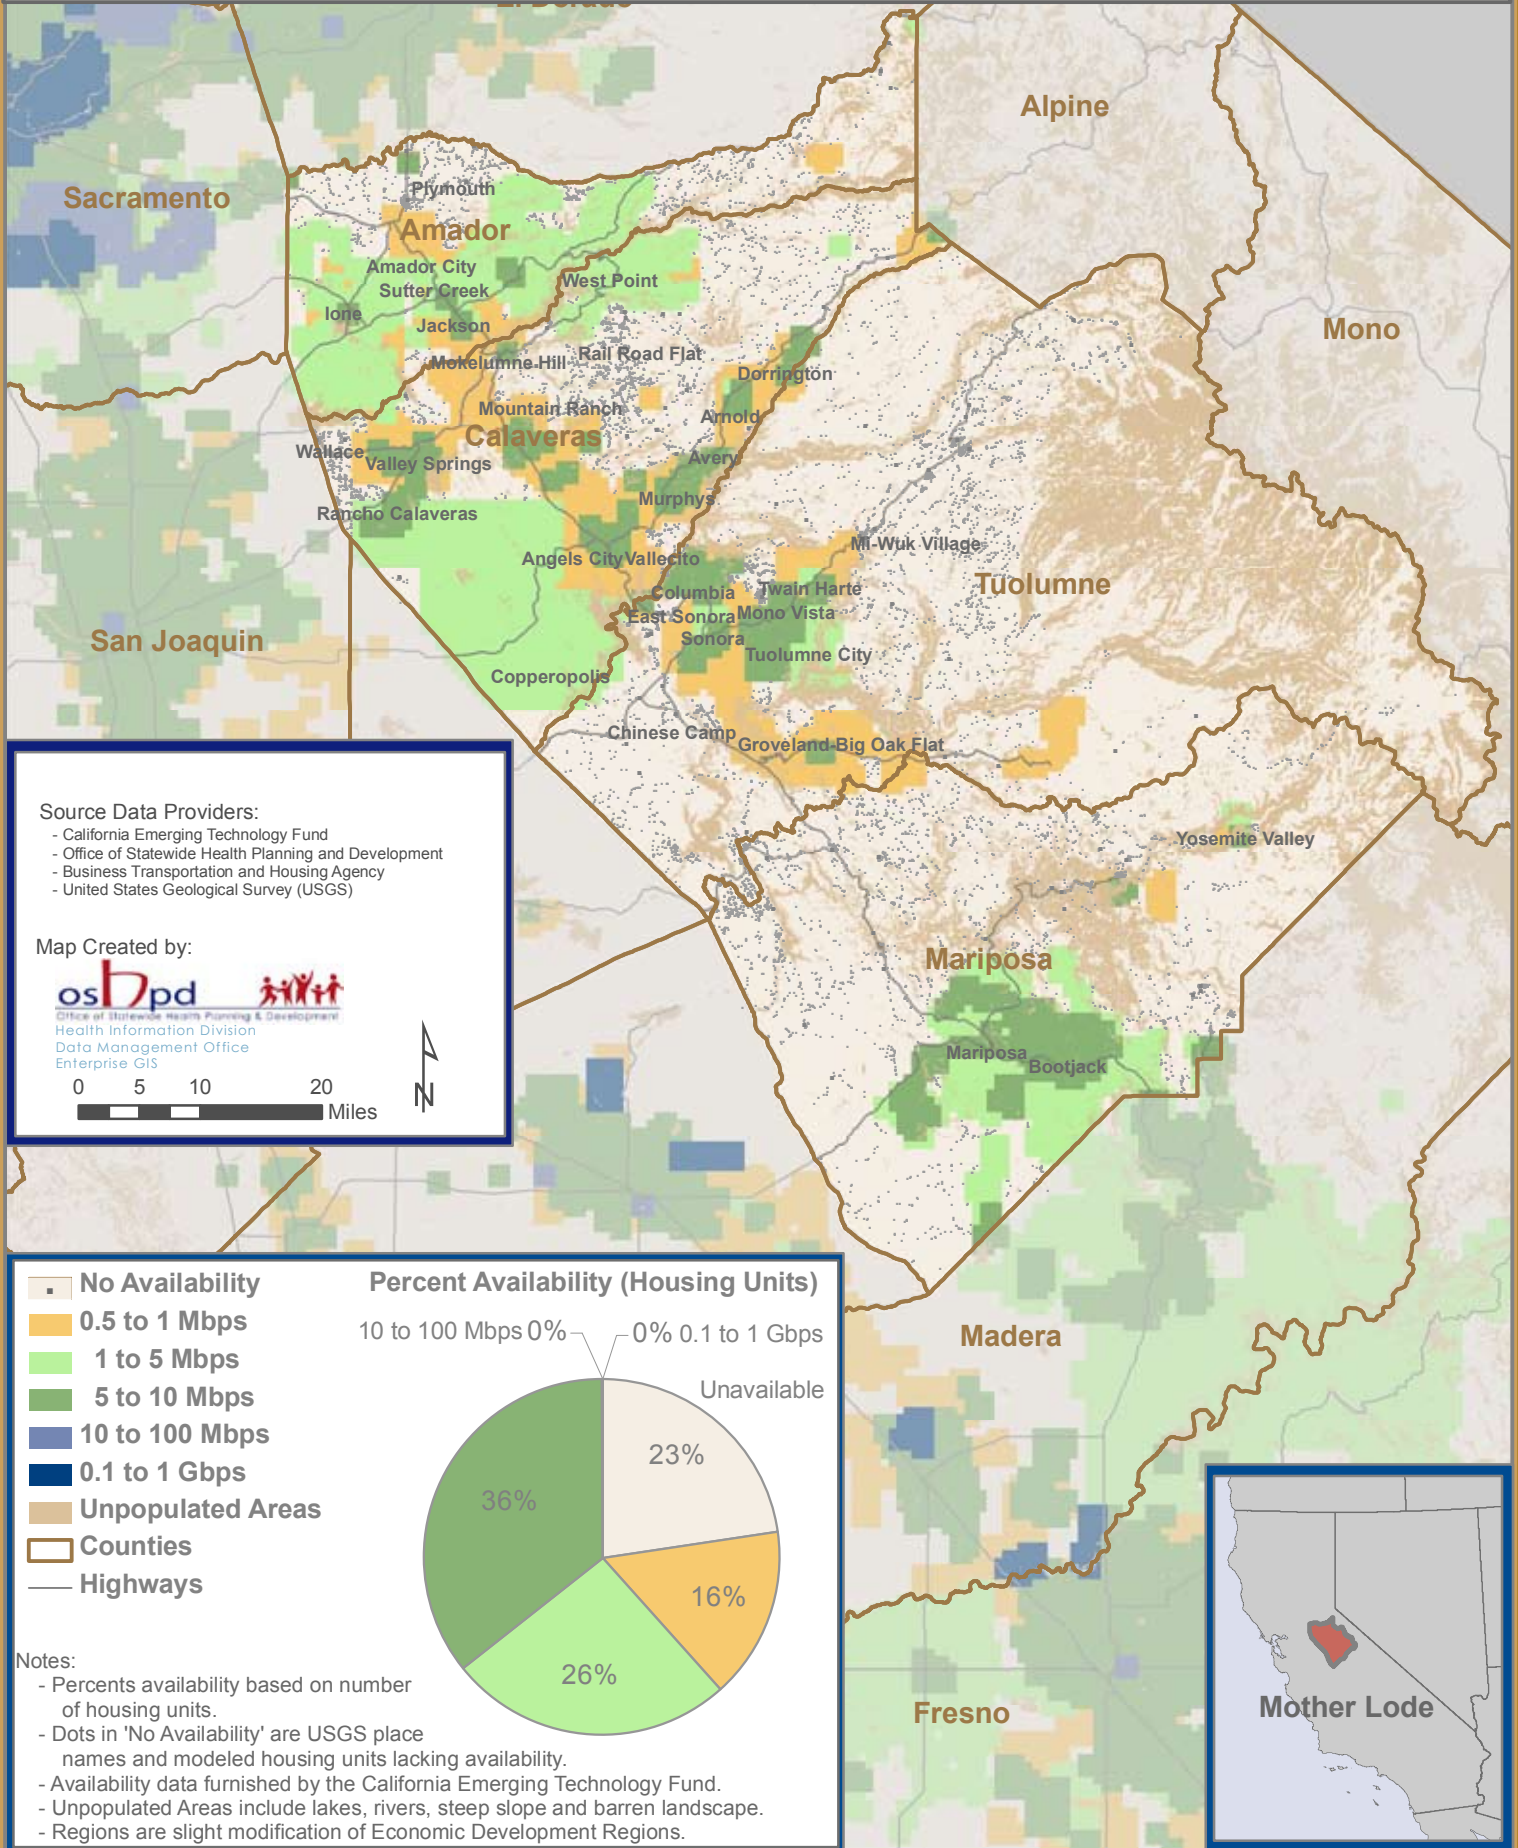 El Dorado
Alpine
Sacramento
Plymouth
Amador
Amador City
Sutter Creek
West Point
Ione
Jackson
Mono
Mokelumne Hill
Rail Road Flat
Dorrington
Mountain Ranch
Arnold
Calaveras
Wallace
Valley Springs
Avery
Murphys
Rancho Calaveras
Mi-Wuk Village
Angels City
Vallecito
Tuolumne
Columbia
Twain Harte
East Sonora
Mono Vista
Sonora
San Joaquin
Tuolumne City
Copperopolis
Chinese Camp
Groveland-Big Oak Flat
Yosemite Valley
Mariposa
Mariposa
Bootjack
Madera
Fresno
Source Data Providers:
- California Emerging Technology Fund
- Office of Statewide Health Planning and Development
- Business Transportation and Housing Agency
- United States Geological Survey (USGS)
Map Created by:
oshpd
Office of Statewide Health Planning & Development
Health Information Division
Data Management Office
Enterprise GIS
0 5 10 20
Miles
N
No Availability
0.5 to 1 Mbps
1 to 5 Mbps
5 to 10 Mbps
10 to 100 Mbps
0.1 to 1 Gbps
Unpopulated Areas
Counties
Highways
Percent Availability (Housing Units)
10 to 100 Mbps 0%
0% 0.1 to 1 Gbps
Unavailable
23%
36%
16%
26%
Notes:
- Percents availability based on number
of housing units.
- Dots in 'No Availability' are USGS place
names and modeled housing units lacking availability.
- Availability data furnished by the California Emerging Technology Fund.
- Unpopulated Areas include lakes, rivers, steep slope and barren landscape.
- Regions are slight modification of Economic Development Regions.
Mother Lode